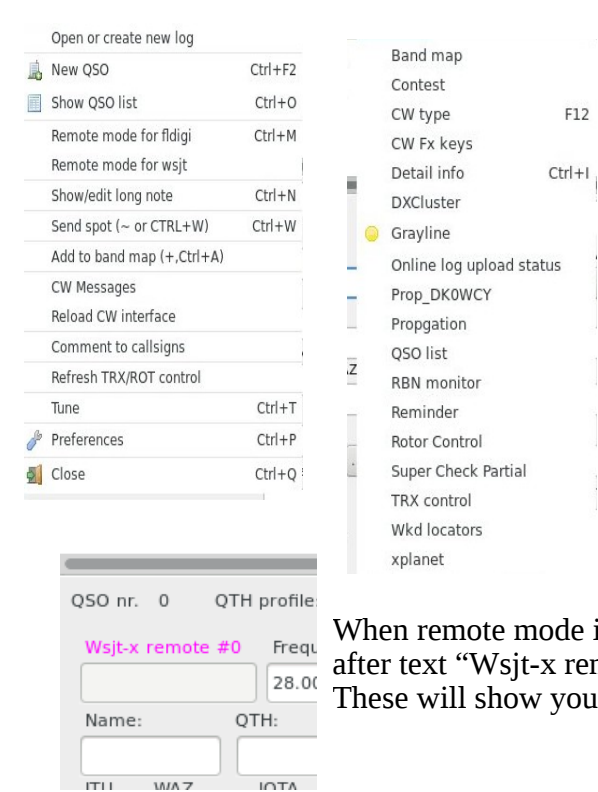 Open or create new log
New QSO Ctrl+F2
Show QSO list Ctrl+O
Remote mode for fldigi Ctrl+M
Remote mode for wsjt
Show/edit long note Ctrl+N
Send spot (~ or CTRL+W) Ctrl+W
Add to band map (+,Ctrl+A)
CW Messages
Reload CW interface
Comment to callsigns
Refresh TRX/ROT control
Tune Ctrl+T
Preferences Ctrl+P
Close Ctrl+Q
Band map
Contest
CW type F12
CW Fx keys
Detail info Ctrl+I
DXCluster
Grayline
Online log upload status
Prop_DK0WCY
Propgation
QSO list
RBN monitor
Reminder
Rotor Control
Super Check Partial
TRX control
Wkd locators
xplanet
QSO nr. 0 QTH profile:
Wsjt-x remote #0 Frequ
28.00
Name: QTH:
ITU WAZ IOTA
When remote mode i
after text “Wsjt-x rem
These will show you